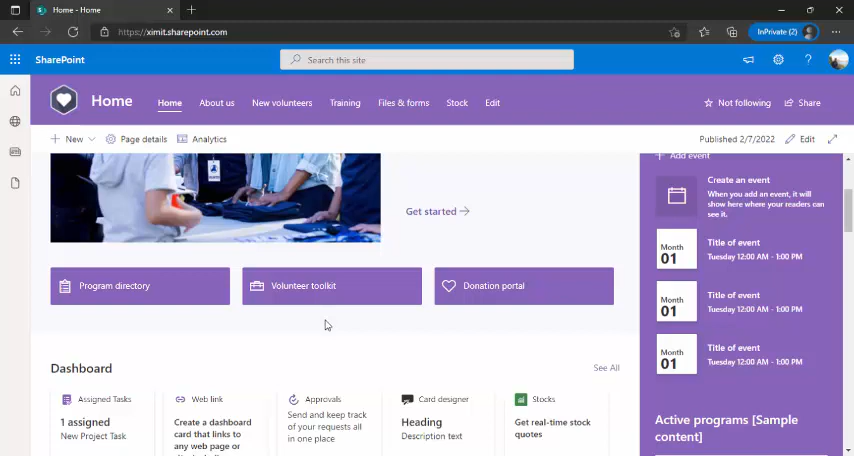 Home - Home
https://ximit.sharepoint.com
InPrivate (2)
SharePoint
Search this site
Home
Home
About us
New volunteers
Training
Files & forms
Stock
Edit
Not following
Share
New
Page details
Analytics
Published 2/7/2022
Edit
Get started
Program directory
Volunteer toolkit
Donation portal
Dashboard
See All
Assigned Tasks
1 assigned
New Project Task
Web link
Create a dashboard
card that links to
any web page or
Approvals
Send and keep track
of your requests all
in one place
Card designer
Heading
Description text
Stocks
Get real-time stock
quotes
Add event
Create an event
When you add an event, it will
show here where your readers can
see it.
Month
01
Title of event
Tuesday 12:00 AM - 1:00 PM
Month
01
Title of event
Tuesday 12:00 AM - 1:00 PM
Month
01
Title of event
Tuesday 12:00 AM - 1:00 PM
Active programs [Sample
content]